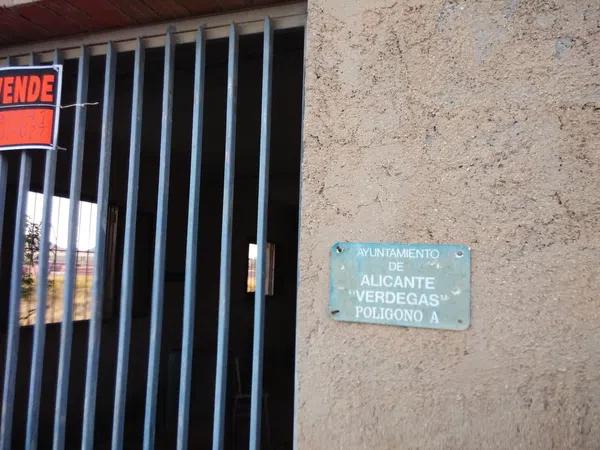 VENDE
AYUNTAMIENTO
DE
ALICANTE
"VERDEGAS"
POLIGONO A